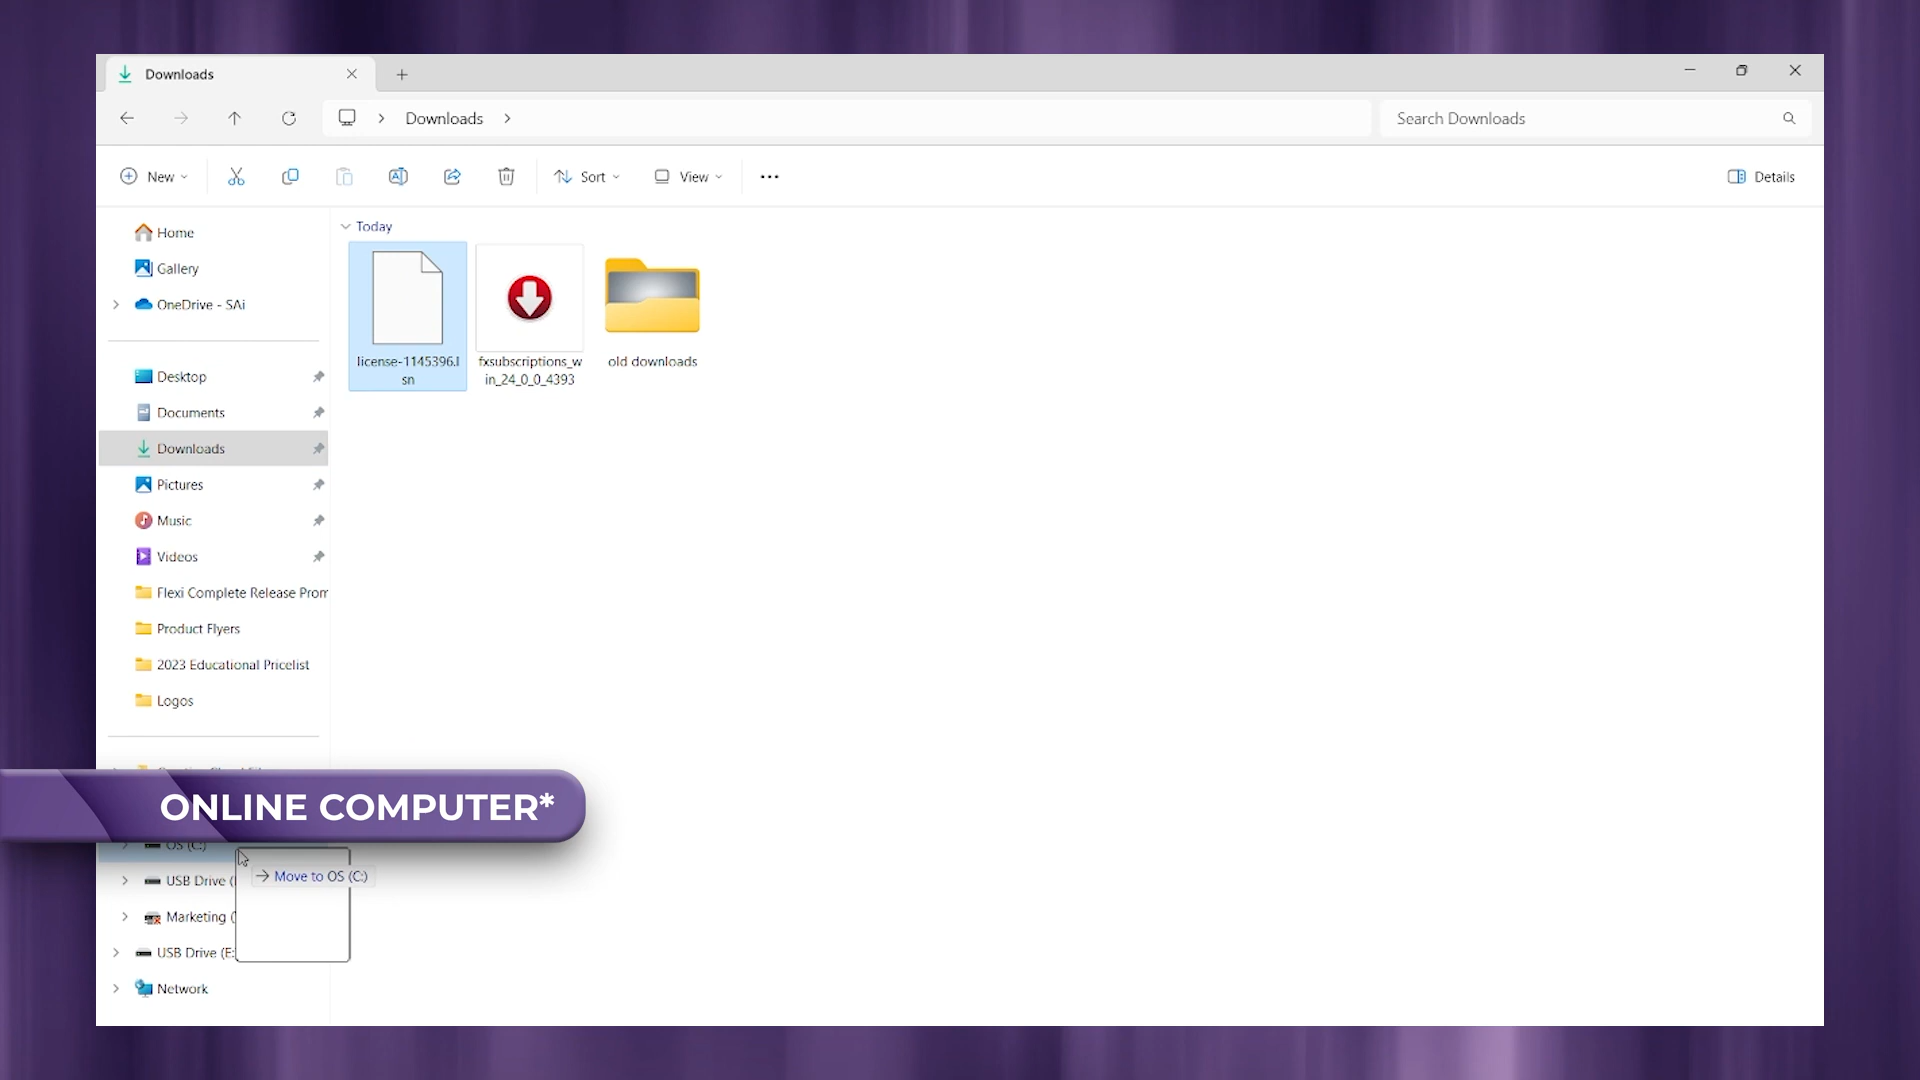 Downloads
Downloads
Search Downloads
New
Sort
View
Details
Home
Gallery
OneDrive - SAi
Desktop
Documents
Downloads
Pictures
Music
Videos
Flexi Complete Release Prom
Product Flyers
2023 Educational Pricelist
Logos
Today
license-1145396.l
sn
fxsubscriptions_w
in_24_0_0_4393
old downloads
ONLINE COMPUTER*
OS (C:)
Move to OS (C:)
USB Drive (
Marketing (
USB Drive (E:
Network